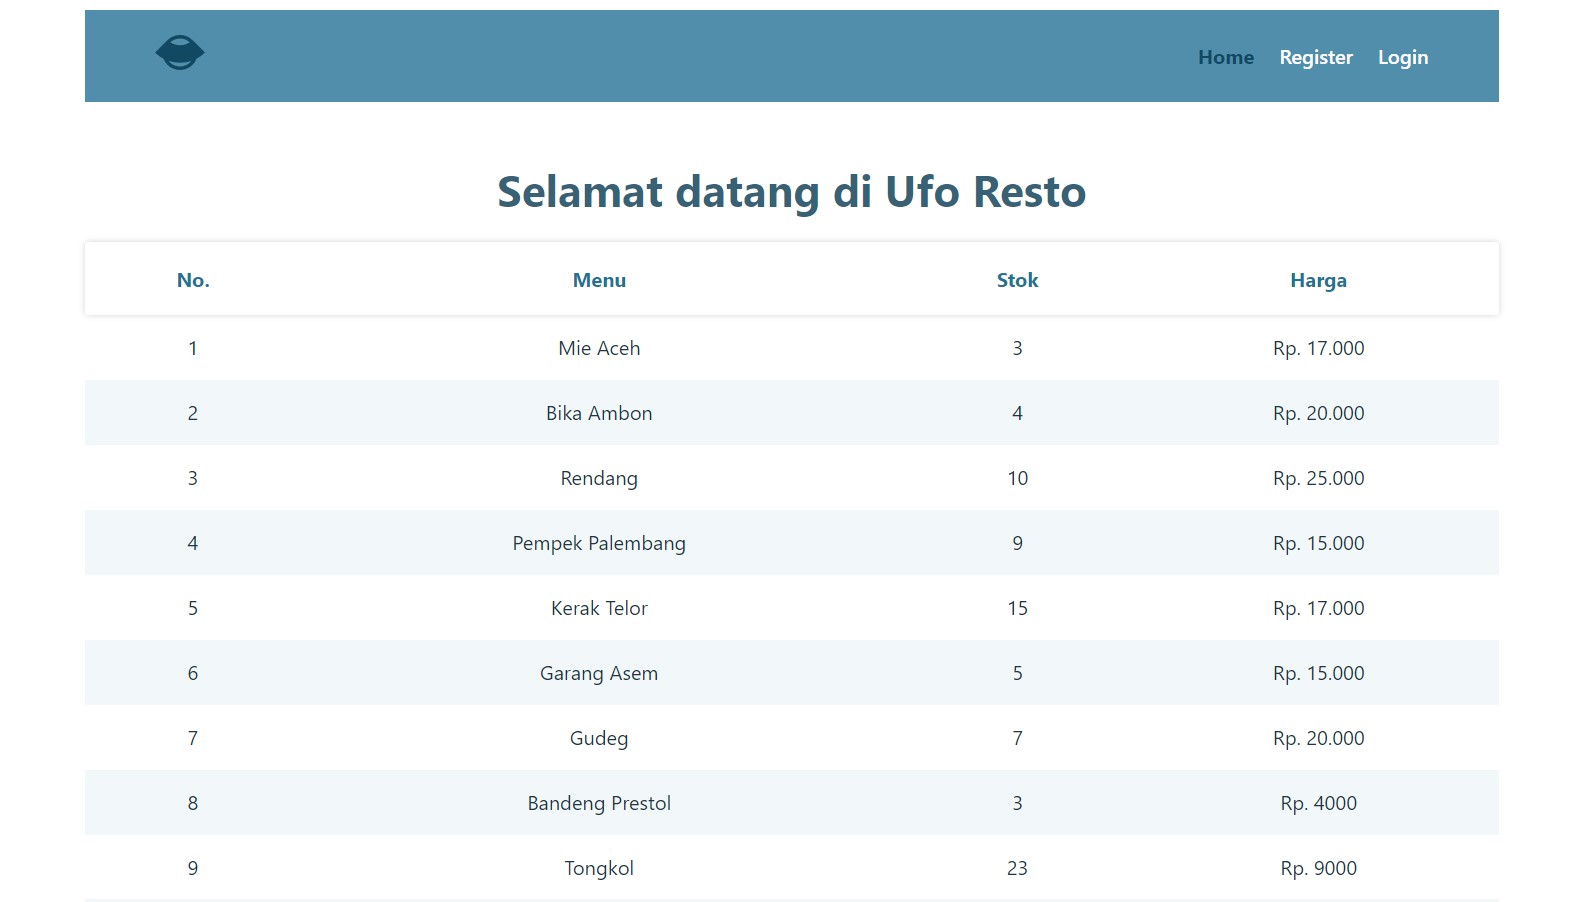 Home Register Login
Selamat datang di Ufo Resto
No. Menu Stok Harga
1 Mie Aceh 3 Rp. 17.000
2 Bika Ambon 4 Rp. 20.000
3 Rendang 10 Rp. 25.000
4 Pempek Palembang 9 Rp. 15.000
5 Kerak Telor 15 Rp. 17.000
6 Garang Asem 5 Rp. 15.000
7 Gudeg 7 Rp. 20.000
8 Bandeng Prestol 3 Rp. 4000
9 Tongkol 23 Rp. 9000